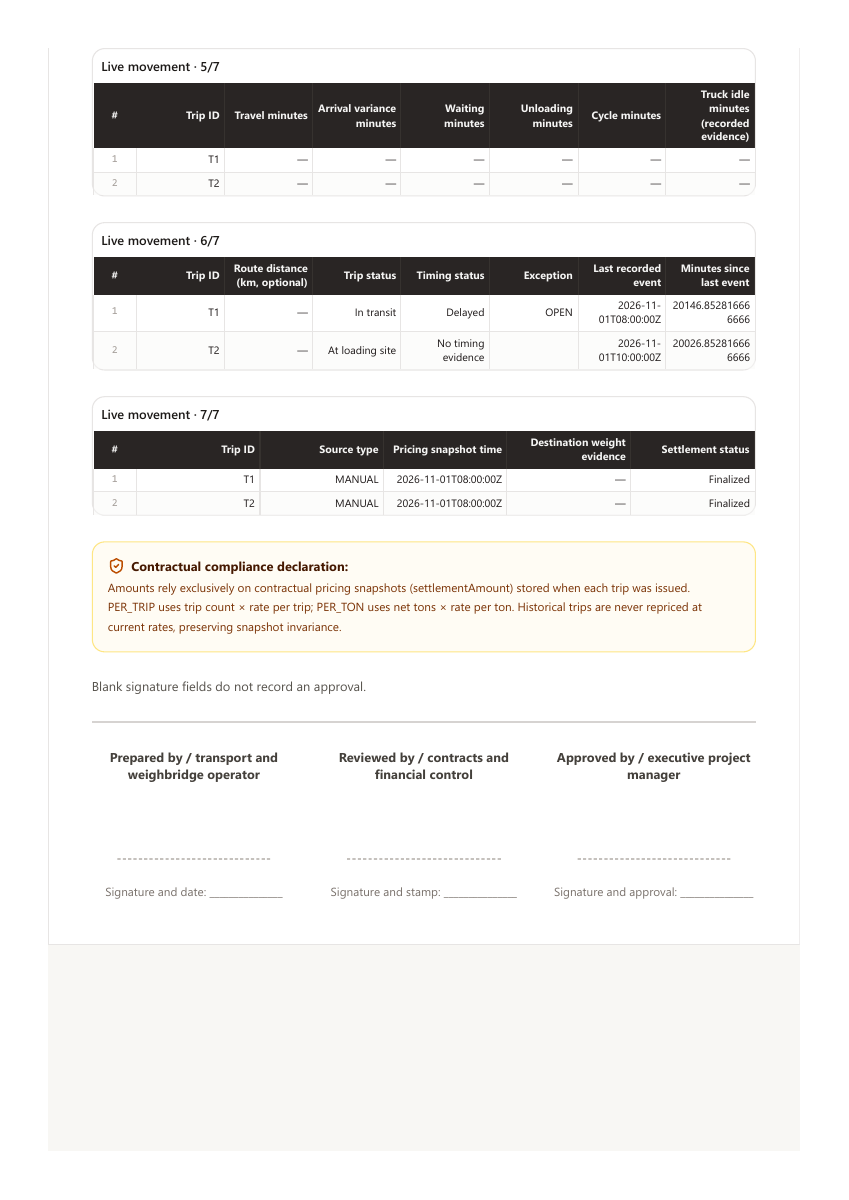 Live movement · 5/7
# Trip ID Travel minutes Arrival variance minutes Waiting minutes Unloading minutes Cycle minutes Truck idle minutes (recorded evidence)
1 T1 — — — — — —
2 T2 — — — — — —
Live movement · 6/7
# Trip ID Route distance (km, optional) Trip status Timing status Exception Last recorded event Minutes since last event
1 T1 — In transit Delayed OPEN 2026-11-01T08:00:00Z 20146.852816666666
2 T2 — At loading site No timing evidence 2026-11-01T10:00:00Z 20026.852816666666
Live movement · 7/7
# Trip ID Source type Pricing snapshot time Destination weight evidence Settlement status
1 T1 MANUAL 2026-11-01T08:00:00Z — Finalized
2 T2 MANUAL 2026-11-01T08:00:00Z — Finalized
Contractual compliance declaration:
Amounts rely exclusively on contractual pricing snapshots (settlementAmount) stored when each trip was issued.
PER_TRIP uses trip count × rate per trip; PER_TON uses net tons × rate per ton. Historical trips are never repriced at
current rates, preserving snapshot invariance.
Blank signature fields do not record an approval.
Prepared by / transport and weighbridge operator
Reviewed by / contracts and financial control
Approved by / executive project manager
Signature and date: ____________
Signature and stamp: ____________
Signature and approval: ____________